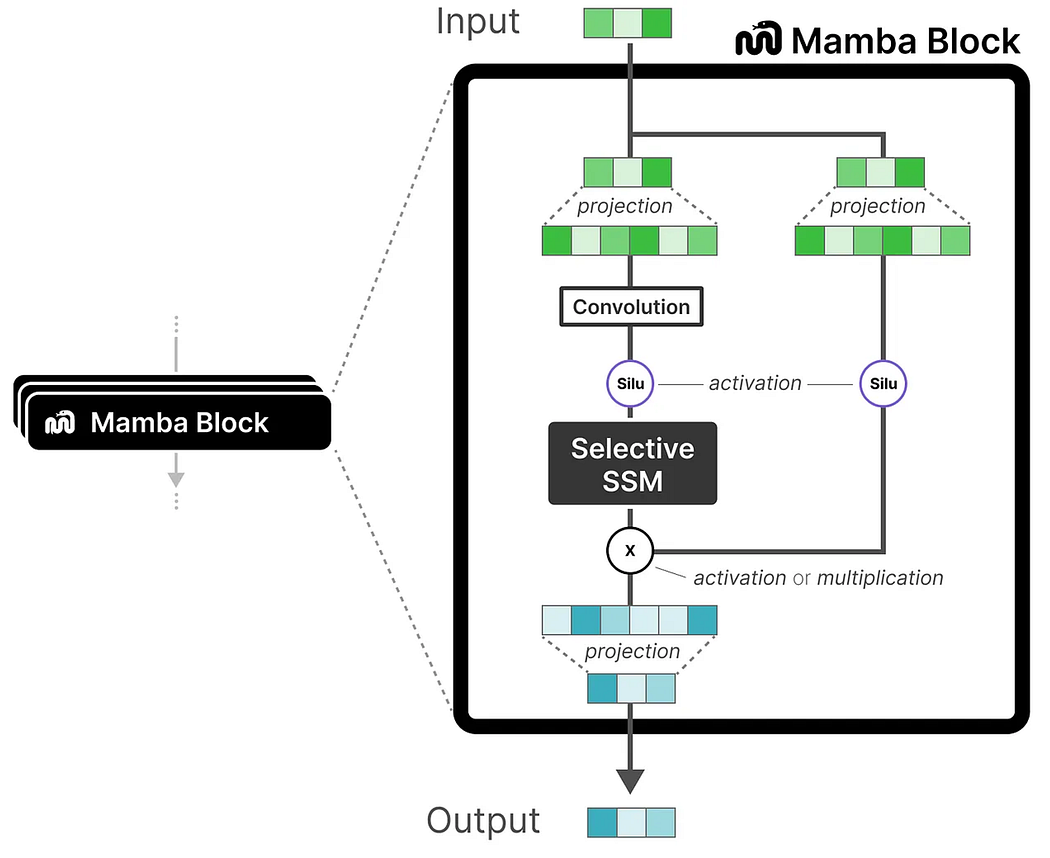 Input
Mamba Block
projection
projection
Convolution
Silu
activation
Silu
Mamba Block
Selective
SSM
X
activation or multiplication
projection
Output